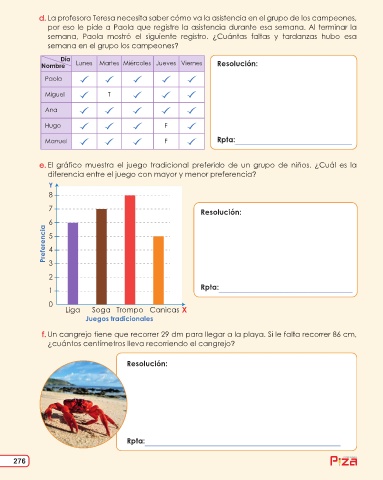 d. La profesora Teresa necesita saber cómo va la asistencia en el grupo de los campeones,
por eso le pide a Paola que registre la asistencia durante esa semana. Al terminar la
semana, Paola mostró el siguiente registro. ¿Cuántas faltas y tardanzas hubo esa
semana en el grupo los campeones?
Día
Nombre Lunes Martes Miércoles Jueves Viernes
Paola ✓ ✓ ✓ ✓ ✓
Miguel ✓ T ✓ ✓ ✓
Ana ✓ ✓ ✓ ✓ ✓
Hugo ✓ ✓ ✓ F ✓
Manuel ✓ ✓ ✓ F ✓
Resolución:
Rpta:
e. El gráfico muestra el juego tradicional preferido de un grupo de niños. ¿Cuál es la
diferencia entre el juego con mayor y menor preferencia?
Y
8
7
6
5
4
3
2
1
0
Preferencia
Liga Soga Trompo Canicas X
Juegos tradicionales
Resolución:
Rpta:
f. Un cangrejo tiene que recorrer 29 dm para llegar a la playa. Si le falta recorrer 86 cm,
¿cuántos centímetros lleva recorriendo el cangrejo?
Resolución:
Rpta:
276